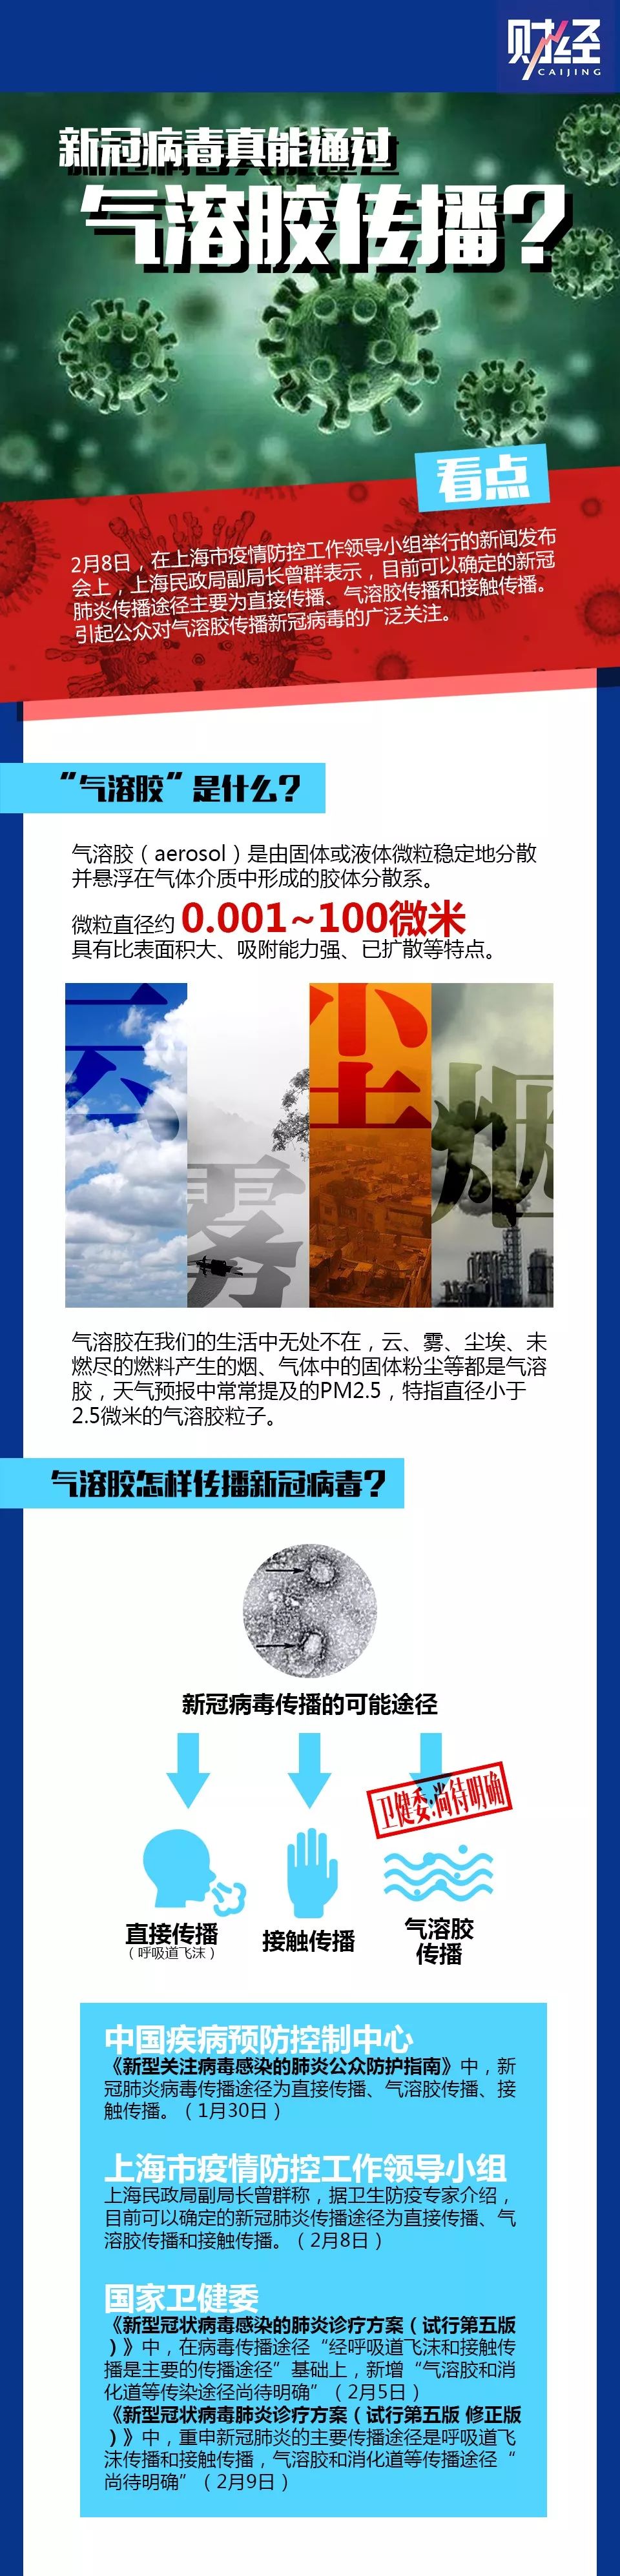 财经
CAIJING
新冠病毒真能通过
气溶胶传播?
看点
2月8日，在上海市疫情防控工作领导小组举行的新闻发布
会上，上海民政局副局长曾群表示，目前可以确定的新冠
肺炎传播途径主要为直接传播、气溶胶传播和接触传播。
引起公众对气溶胶传播新冠病毒的广泛关注。
“气溶胶”是什么?
气溶胶（aerosol）是由固体或液体微粒稳定地分散
并悬浮在气体介质中形成的胶体分散系。
微粒直径约 0.001~100微米
具有比表面积大、吸附能力强、已扩散等特点。
云
雾
尘
烟
气溶胶在我们的生活中无处不在，云、雾、尘埃、未
燃尽的燃料产生的烟、气体中的固体粉尘等都是气溶
胶，天气预报中常常提及的PM2.5，特指直径小于
2.5微米的气溶胶粒子。
气溶胶怎样传播新冠病毒?
新冠病毒传播的可能途径
卫健委:尚待明确
直接传播
（呼吸道飞沫）
接触传播
气溶胶
传播
中国疾病预防控制中心
《新型关注病毒感染的肺炎公众防护指南》中，新
冠肺炎病毒传播途径为直接传播、气溶胶传播、接
触传播。（1月30日）
上海市疫情防控工作领导小组
上海民政局副局长曾群称，据卫生防疫专家介绍，
目前可以确定的新冠肺炎传播途径为直接传播、气
溶胶传播和接触传播。（2月8日）
国家卫健委
《新型冠状病毒感染的肺炎诊疗方案（试行第五版
）》中，在病毒传播途径“经呼吸道飞沫和接触传
播是主要的传播途径”基础上，新增“气溶胶和消
化道等传染途径尚待明确”（2月5日）
《新型冠状病毒肺炎诊疗方案（试行第五版 修正版
）》中，重申新冠肺炎的主要传播途径是呼吸道飞
沫传播和接触传播，气溶胶和消化道等传播途径“
尚待明确”（2月9日）